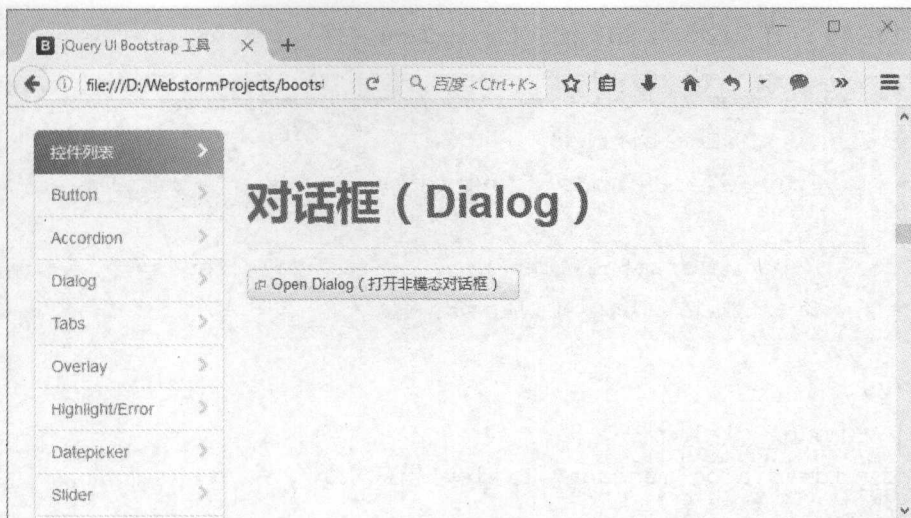 jQuery UI Bootstrap 工具
file:///D:/WebstormProjects/boots
百度 <Ctrl+K>
控件列表
Button
Accordion
Dialog
Tabs
Overlay
Highlight/Error
Datepicker
Slider
对话框（Dialog）
Open Dialog（打开非模态对话框）